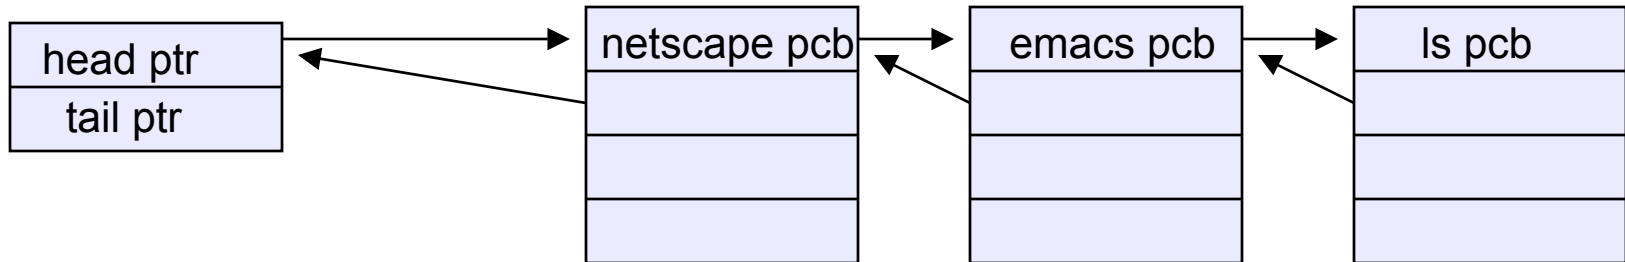 head ptr
tail ptr
netscape pcb
emacs pcb
ls pcb